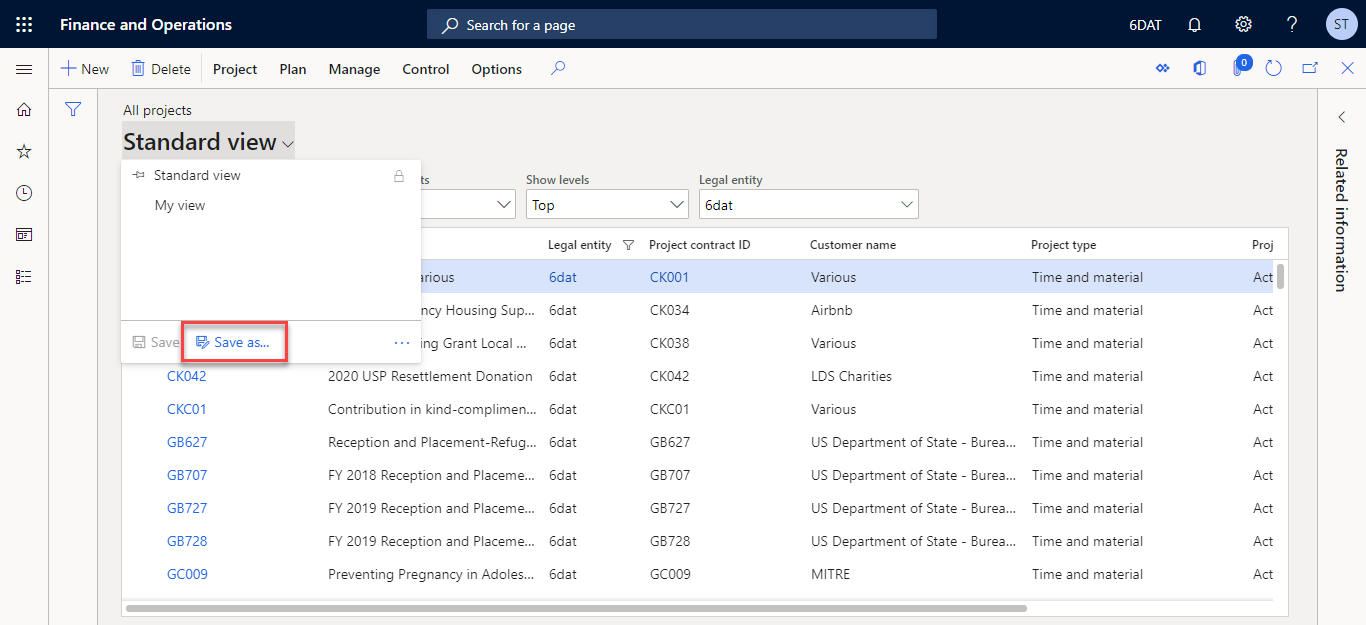 Finance and Operations
Search for a page
6DAT
?
ST
New Delete Project Plan Manage Control Options
0
All projects
Standard view
Standard view
My view
Save Save as... ...
Show levels Legal entity
Top 6dat
Legal entity Project contract ID Customer name Project type Proj
arious 6dat CK001 Various Time and material Act
ncy Housing Sup... 6dat CK034 Airbnb Time and material Act
ing Grant Local ... 6dat CK038 Various Time and material Act
CK042 2020 USP Resettlement Donation 6dat CK042 LDS Charities Time and material Act
CKC01 Contribution in kind-complimen... 6dat CKC01 Various Time and material Act
GB627 Reception and Placement-Refug... 6dat GB627 US Department of State - Burea... Time and material Act
GB707 FY 2018 Reception and Placeme... 6dat GB707 US Department of State - Burea... Time and material Act
GB727 FY 2019 Reception and Placeme... 6dat GB727 US Department of State - Burea... Time and material Act
GB728 FY 2019 Reception and Placeme... 6dat GB728 US Department of State - Burea... Time and material Act
GC009 Preventing Pregnancy in Adoles... 6dat GC009 MITRE Time and material Act
Related information